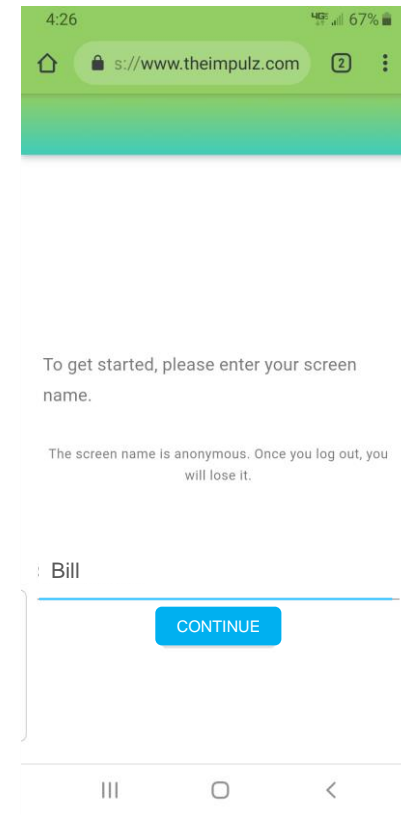 4:26
4GE 67%
s://www.theimpulz.com 2
To get started, please enter your screen
name.
The screen name is anonymous. Once you log out, you
will lose it.
Bill
CONTINUE